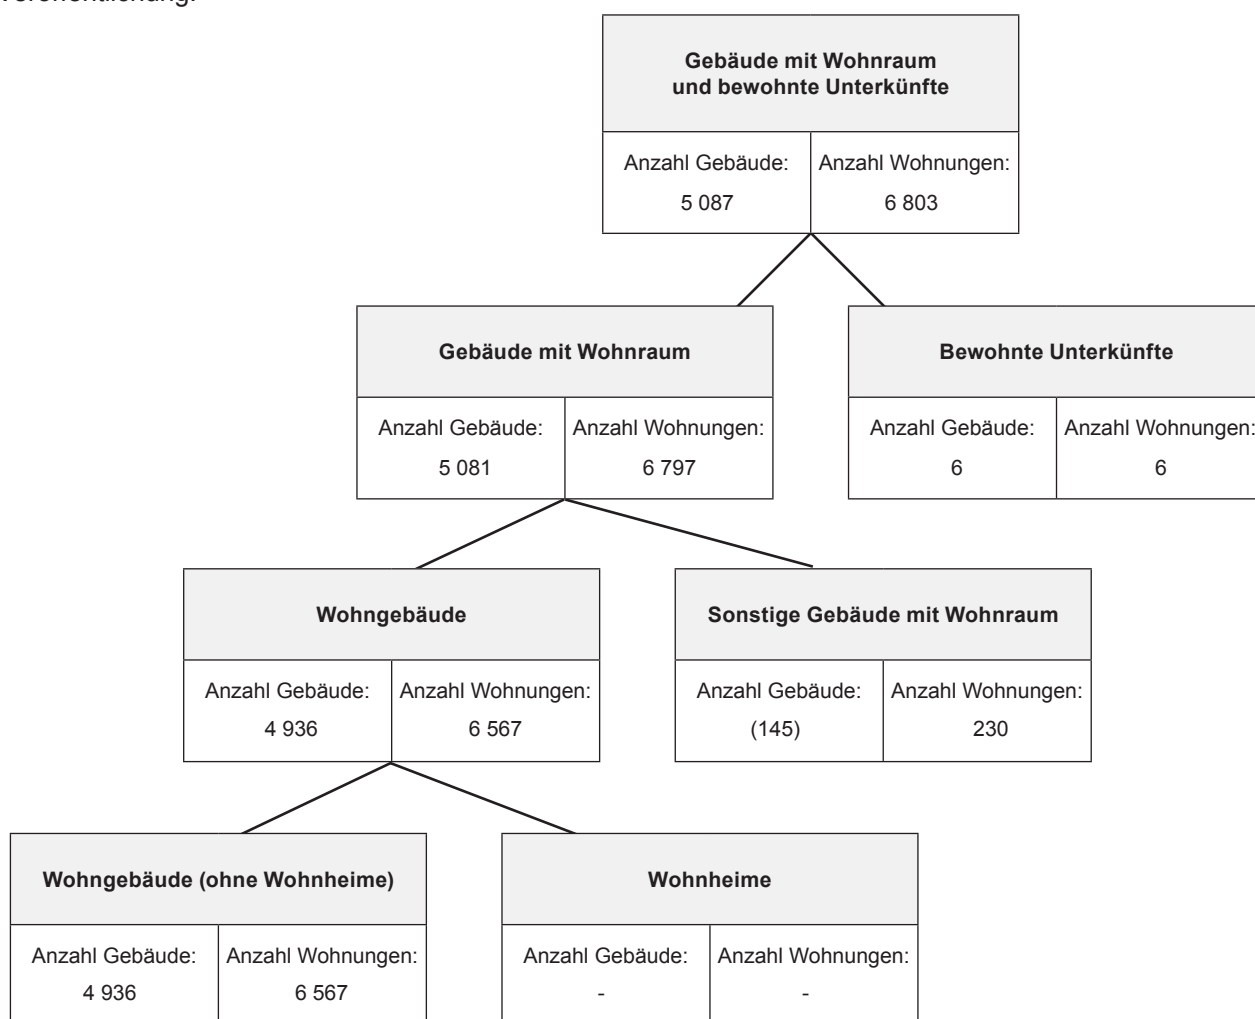 Veröffentlichung.
Gebäude mit Wohnraum
und bewohnte Unterkünfte
Anzahl Gebäude:
5 087
Anzahl Wohnungen:
6 803
Gebäude mit Wohnraum
Anzahl Gebäude:
5 081
Anzahl Wohnungen:
6 797
Bewohnte Unterkünfte
Anzahl Gebäude:
6
Anzahl Wohnungen:
6
Wohngebäude
Anzahl Gebäude:
4 936
Anzahl Wohnungen:
6 567
Sonstige Gebäude mit Wohnraum
Anzahl Gebäude:
(145)
Anzahl Wohnungen:
230
Wohngebäude (ohne Wohnheime)
Anzahl Gebäude:
4 936
Anzahl Wohnungen:
6 567
Wohnheime
Anzahl Gebäude:
-
Anzahl Wohnungen:
-